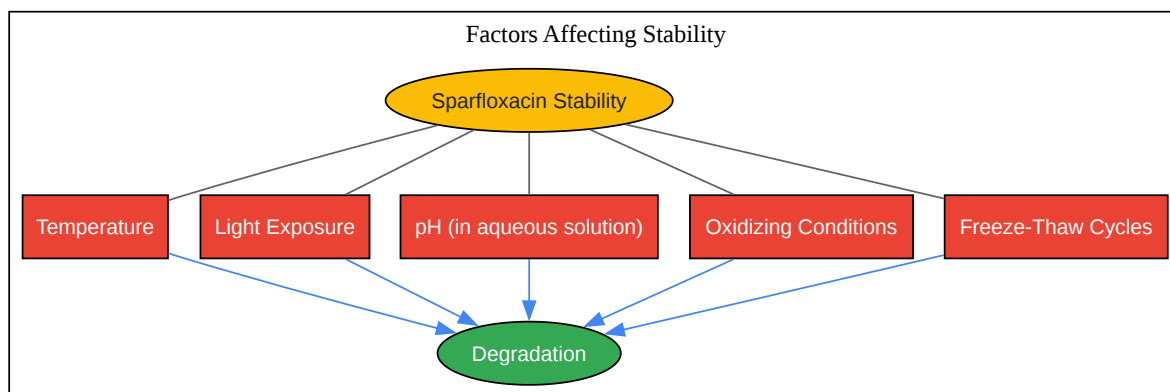 Factors Affecting Stability
Sparfloxacin Stability
Temperature
Light Exposure
pH (in aqueous solution)
Oxidizing Conditions
Freeze-Thaw Cycles
Degradation